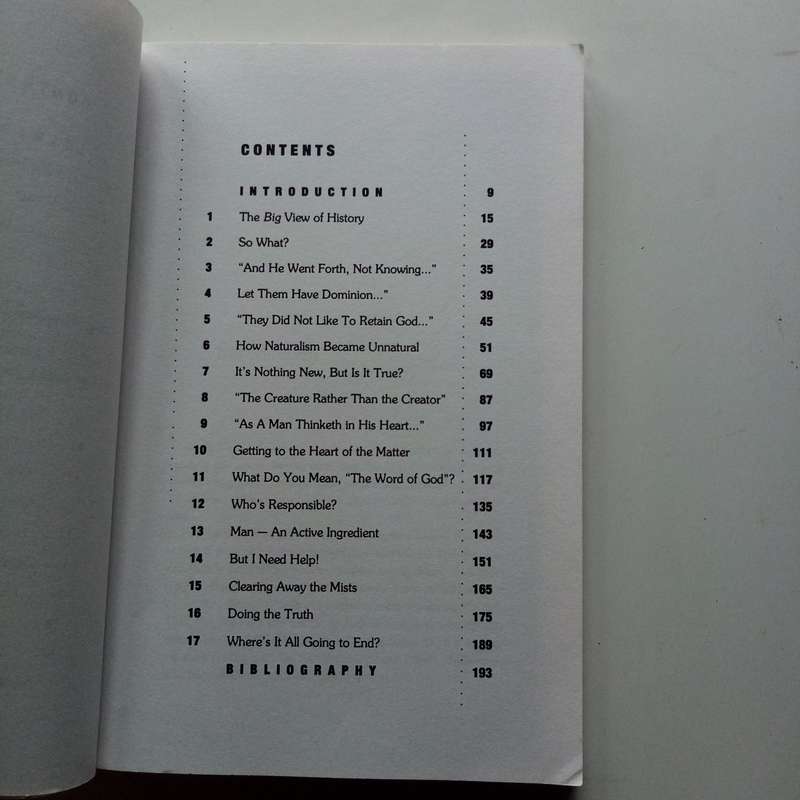 CONTENTS
INTRODUCTION 9
1 The Big View of History 15
2 So What? 29
3 “And He Went Forth, Not Knowing...” 35
4 Let Them Have Dominion...” 39
5 “They Did Not Like To Retain God...” 45
6 How Naturalism Became Unnatural 51
7 It’s Nothing New, But Is It True? 69
8 “The Creature Rather Than the Creator” 87
9 “As A Man Thinketh in His Heart...” 97
10 Getting to the Heart of the Matter 111
11 What Do You Mean, “The Word of God”? 117
12 Who’s Responsible? 135
13 Man — An Active Ingredient 143
14 But I Need Help! 151
15 Clearing Away the Mists 165
16 Doing the Truth 175
17 Where’s It All Going to End? 189
BIBLIOGRAPHY 193